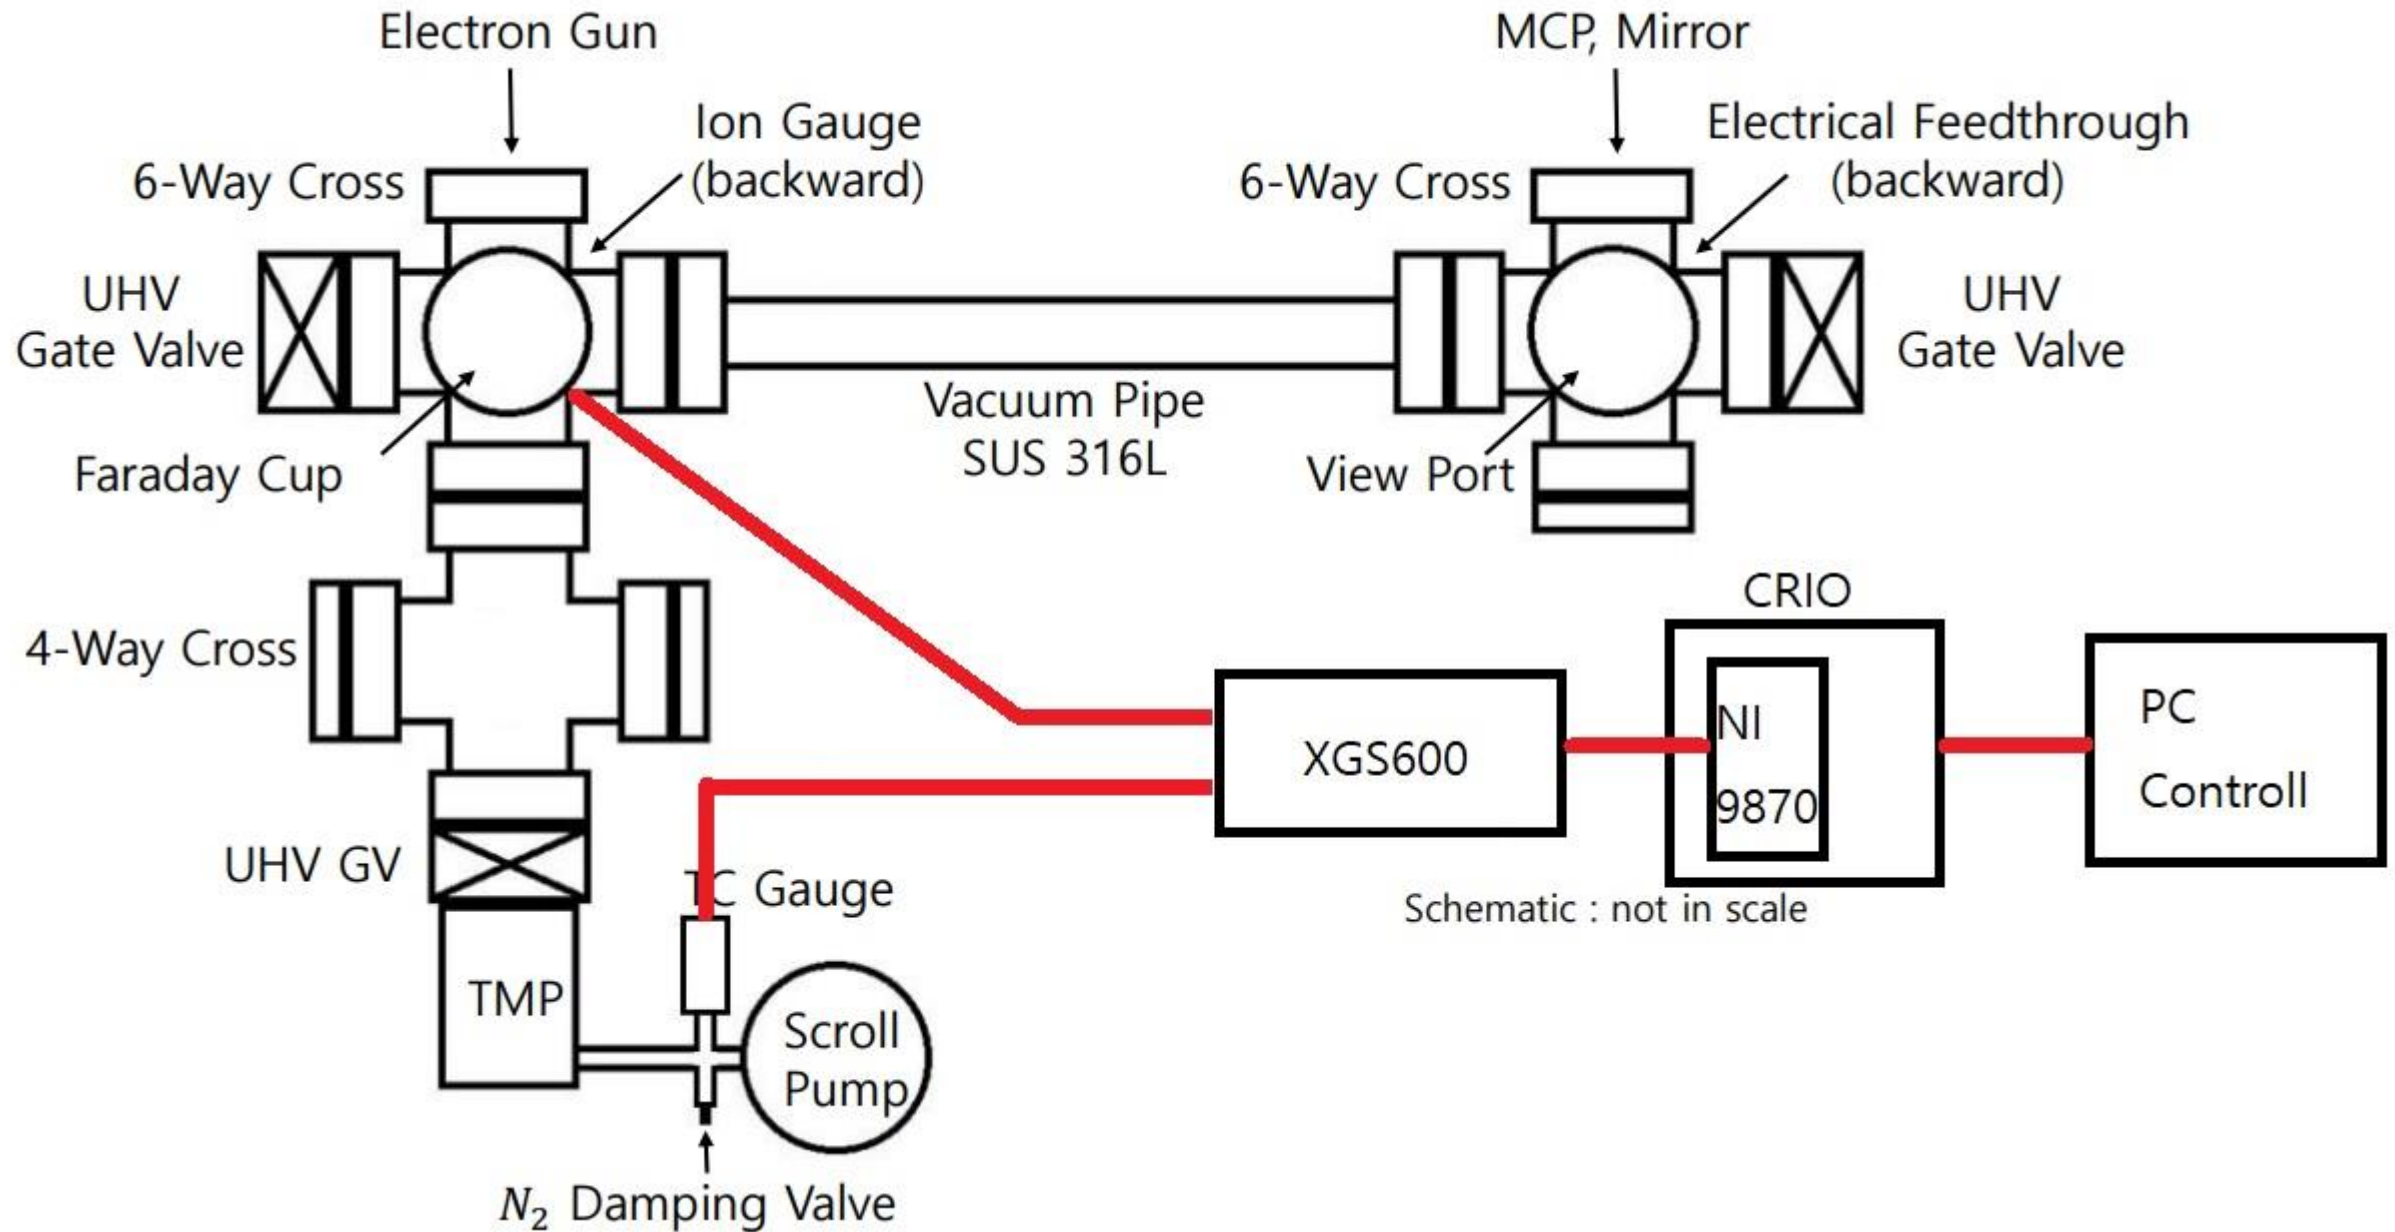 Electron Gun
MCP, Mirror
Ion Gauge
(backward)
Electrical Feedthrough
(backward)
6-Way Cross
6-Way Cross
UHV
Gate Valve
UHV
Gate Valve
Vacuum Pipe
SUS 316L
Faraday Cup
View Port
CRIO
4-Way Cross
NI
9870
PC
Controll
XGS600
UHV GV
TC Gauge
Schematic : not in scale
TMP
Scroll
Pump
N₂ Damping Valve